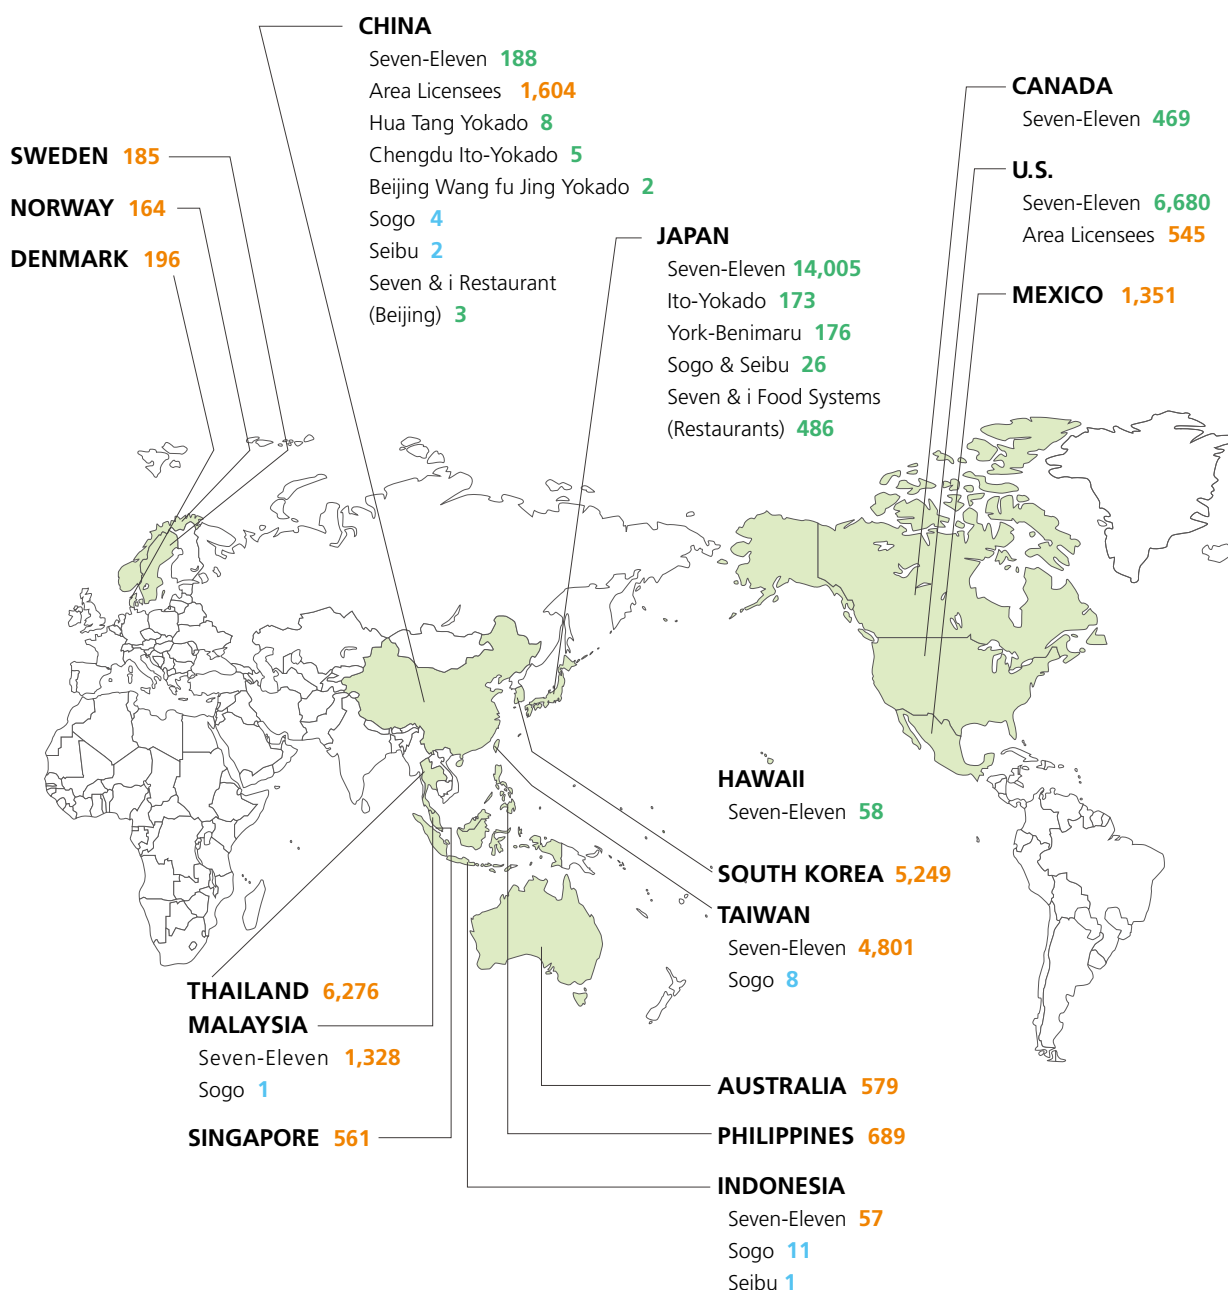 CHINA
Seven-Eleven 188
Area Licensees 1,604
Hua Tang Yokado 8
Chengdu Ito-Yokado 5
Beijing Wang fu Jing Yokado 2
Sogo 4
Seibu 2
Seven & i Restaurant
(Beijing) 3
SWEDEN 185
NORWAY 164
DENMARK 196
JAPAN
Seven-Eleven 14,005
Ito-Yokado 173
York-Benimaru 176
Sogo & Seibu 26
Seven & i Food Systems
(Restaurants) 486
CANADA
Seven-Eleven 469
U.S.
Seven-Eleven 6,680
Area Licensees 545
MEXICO 1,351
HAWAII
Seven-Eleven 58
SOUTH KOREA 5,249
TAIWAN
Seven-Eleven 4,801
Sogo 8
THAILAND 6,276
MALAYSIA
Seven-Eleven 1,328
Sogo 1
SINGAPORE 561
AUSTRALIA 579
PHILIPPINES 689
INDONESIA
Seven-Eleven 57
Sogo 11
Seibu 1